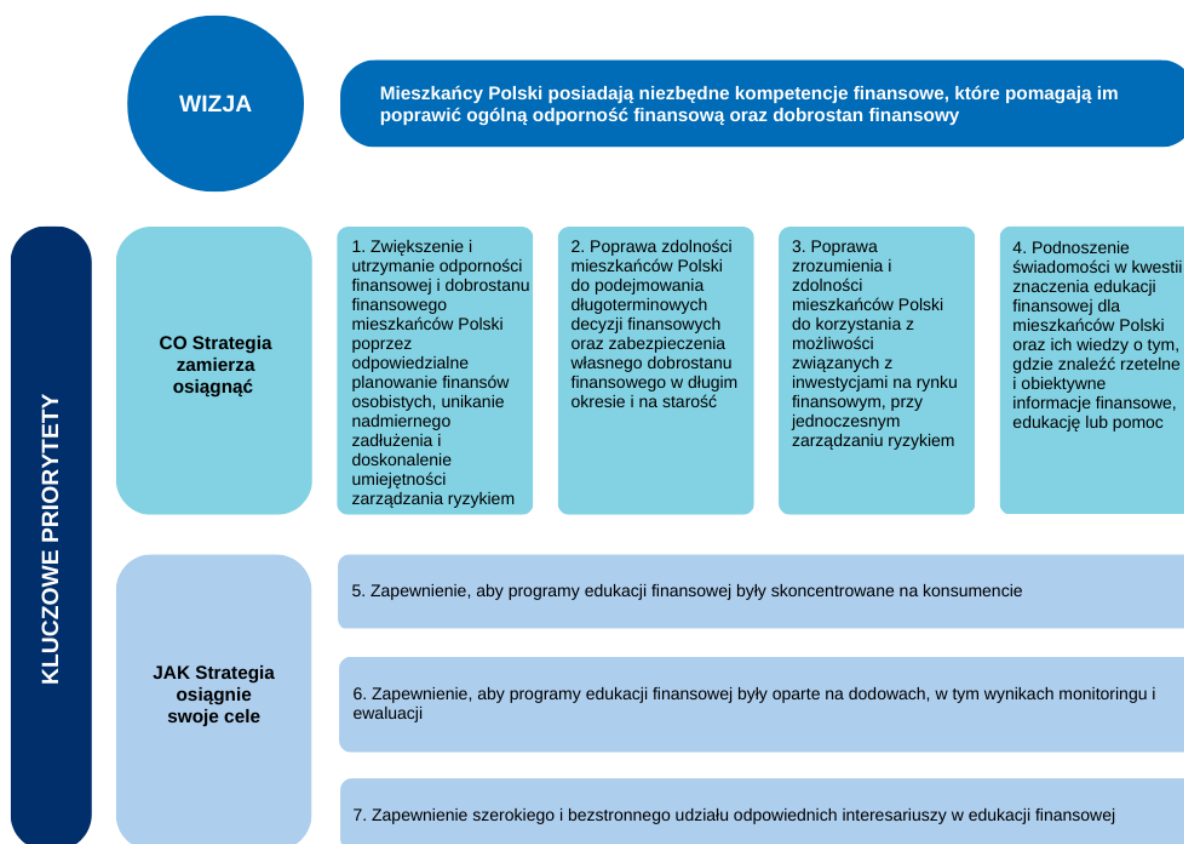 WIZJA
Mieszkańcy Polski posiadają niezbędne kompetencje finansowe, które pomagają im
poprawić ogólną odporność finansową oraz dobrostan finansowy
KLUCZOWE PRIORYTETY
CO Strategia
zamierza
osiągnąć
1. Zwiększenie i
utrzymanie odporności
finansowej i dobrostanu
finansowego
mieszkańców Polski
poprzez
odpowiedzialne
planowanie finansów
osobistych, unikanie
nadmiernego
zadłużenia i
doskonalenie
umiejętności
zarządzania ryzykiem
2. Poprawa zdolności
mieszkańców Polski
do podejmowania
długoterminowych
decyzji finansowych
oraz zabezpieczenia
własnego dobrostanu
finansowego w długim
okresie i na starość
3. Poprawa
zrozumienia i
zdolności
mieszkańców Polski
do korzystania z
możliwości
związanych z
inwestycjami na rynku
finansowym, przy
jednoczesnym
zarządzaniu ryzykiem
4. Podnoszenie
świadomości w kwestii
znaczenia edukacji
finansowej dla
mieszkańców Polski
oraz ich wiedzy o tym,
gdzie znaleźć rzetelne
i obiektywne
informacje finansowe,
edukację lub pomoc
JAK Strategia
osiągnie
swoje cele
5. Zapewnienie, aby programy edukacji finansowej były skoncentrowane na konsumencie
6. Zapewnienie, aby programy edukacji finansowej były oparte na dodowach, w tym wynikach monitoringu i
ewaluacji
7. Zapewnienie szerokiego i bezstronnego udziału odpowiednich interesariuszy w edukacji finansowej